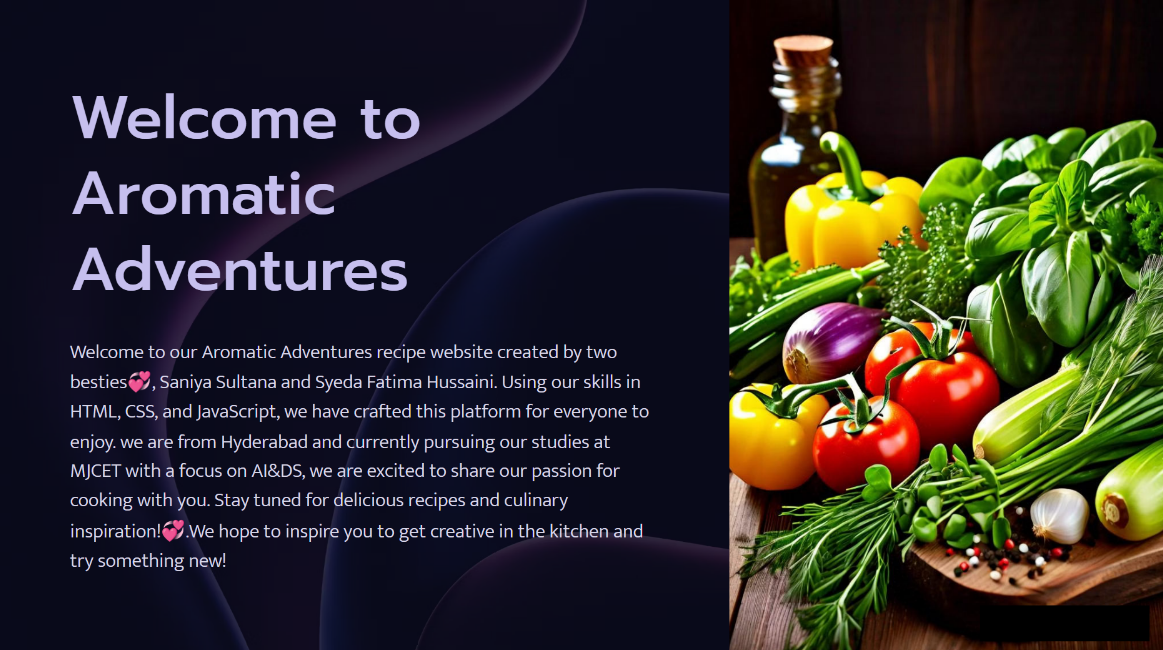 Welcome to
Aromatic
Adventures
Welcome to our Aromatic Adventures recipe website created by two
besties💞, Saniya Sultana and Syeda Fatima Hussaini. Using our skills in
HTML, CSS, and JavaScript, we have crafted this platform for everyone to
enjoy. we are from Hyderabad and currently pursuing our studies at
MJCET with a focus on AI&DS, we are excited to share our passion for
cooking with you. Stay tuned for delicious recipes and culinary
inspiration!💞.We hope to inspire you to get creative in the kitchen and
try something new!